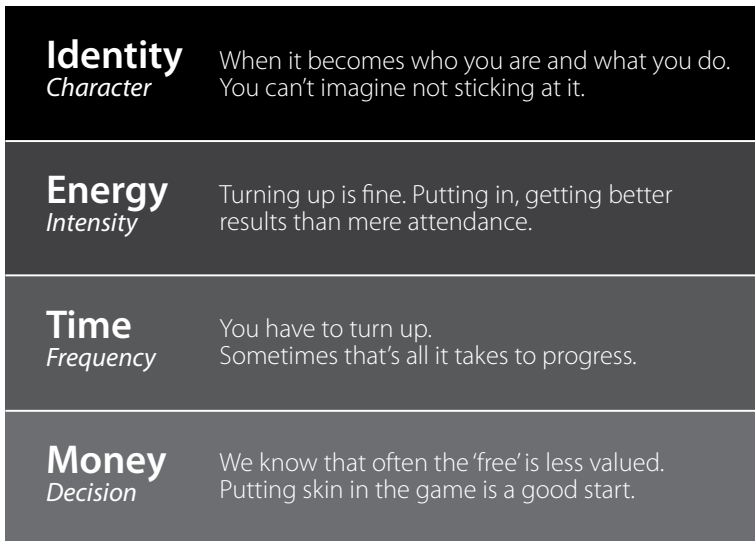 Identity
Character
When it becomes who you are and what you do.
You can't imagine not sticking at it.
Energy
Intensity
Turning up is fine. Putting in, getting better
results than mere attendance.
Time
Frequency
You have to turn up.
Sometimes that's all it takes to progress.
Money
Decision
We know that often the ‘free’ is less valued.
Putting skin in the game is a good start.